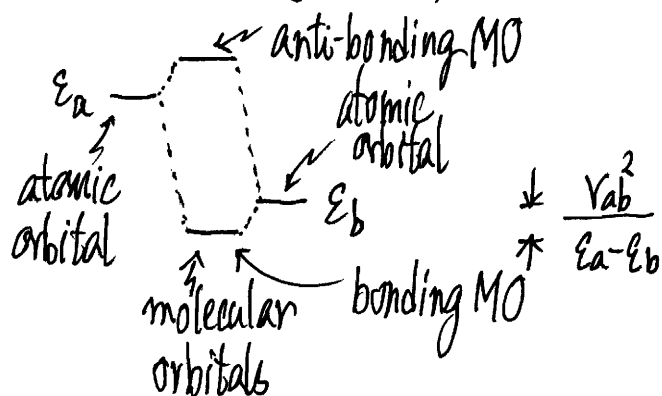 anti-bonding MO
εa
atomic
orbital
atomic
orbital
εb
Vab²
εa-εb
bonding MO
molecular
orbitals